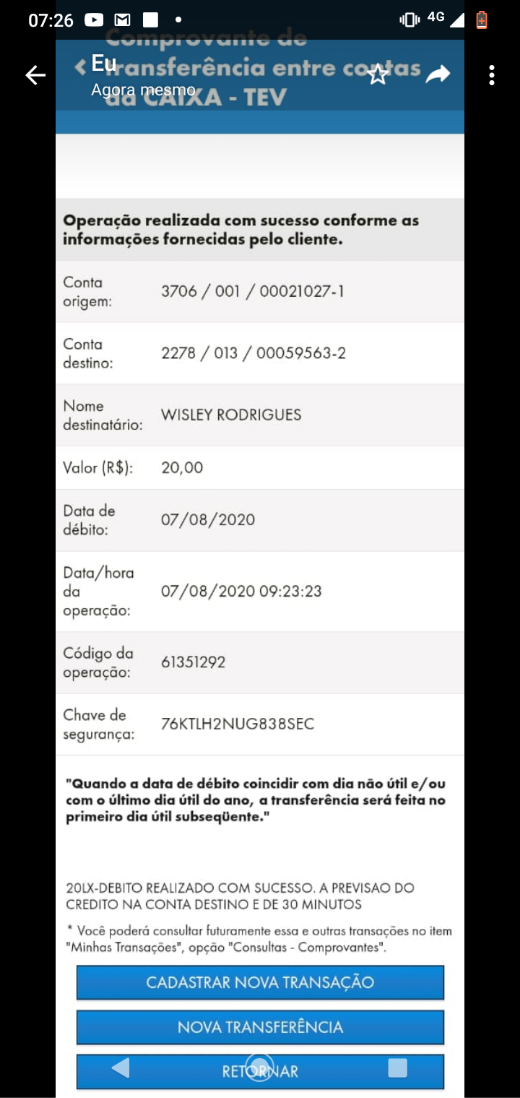 07:26
4G
Comprovante de
Eu
transferência entre contas
Agora mesmo
da CAIXA - TEV
Operação realizada com sucesso conforme as
informações fornecidas pelo cliente.
Conta
origem:
3706 / 001 / 00021027-1
Conta
destino:
2278 / 013 / 00059563-2
Nome
destinatário:
WISLEY RODRIGUES
Valor (R$):
20,00
Data de
débito:
07/08/2020
Data/hora
da
operação:
07/08/2020 09:23:23
Código da
operação:
61351292
Chave de
segurança:
76KTLH2NUG838SEC
"Quando a data de débito coincidir com dia não útil e/ou
com o último dia útil do ano, a transferência será feita no
primeiro dia útil subseqüente."
20LX-DEBITO REALIZADO COM SUCESSO. A PREVISAO DO
CREDITO NA CONTA DESTINO E DE 30 MINUTOS
* Você poderá consultar futuramente essa e outras transações no item
"Minhas Transações", opção "Consultas - Comprovantes".
CADASTRAR NOVA TRANSAÇÃO
NOVA TRANSFERÊNCIA
RETORNAR